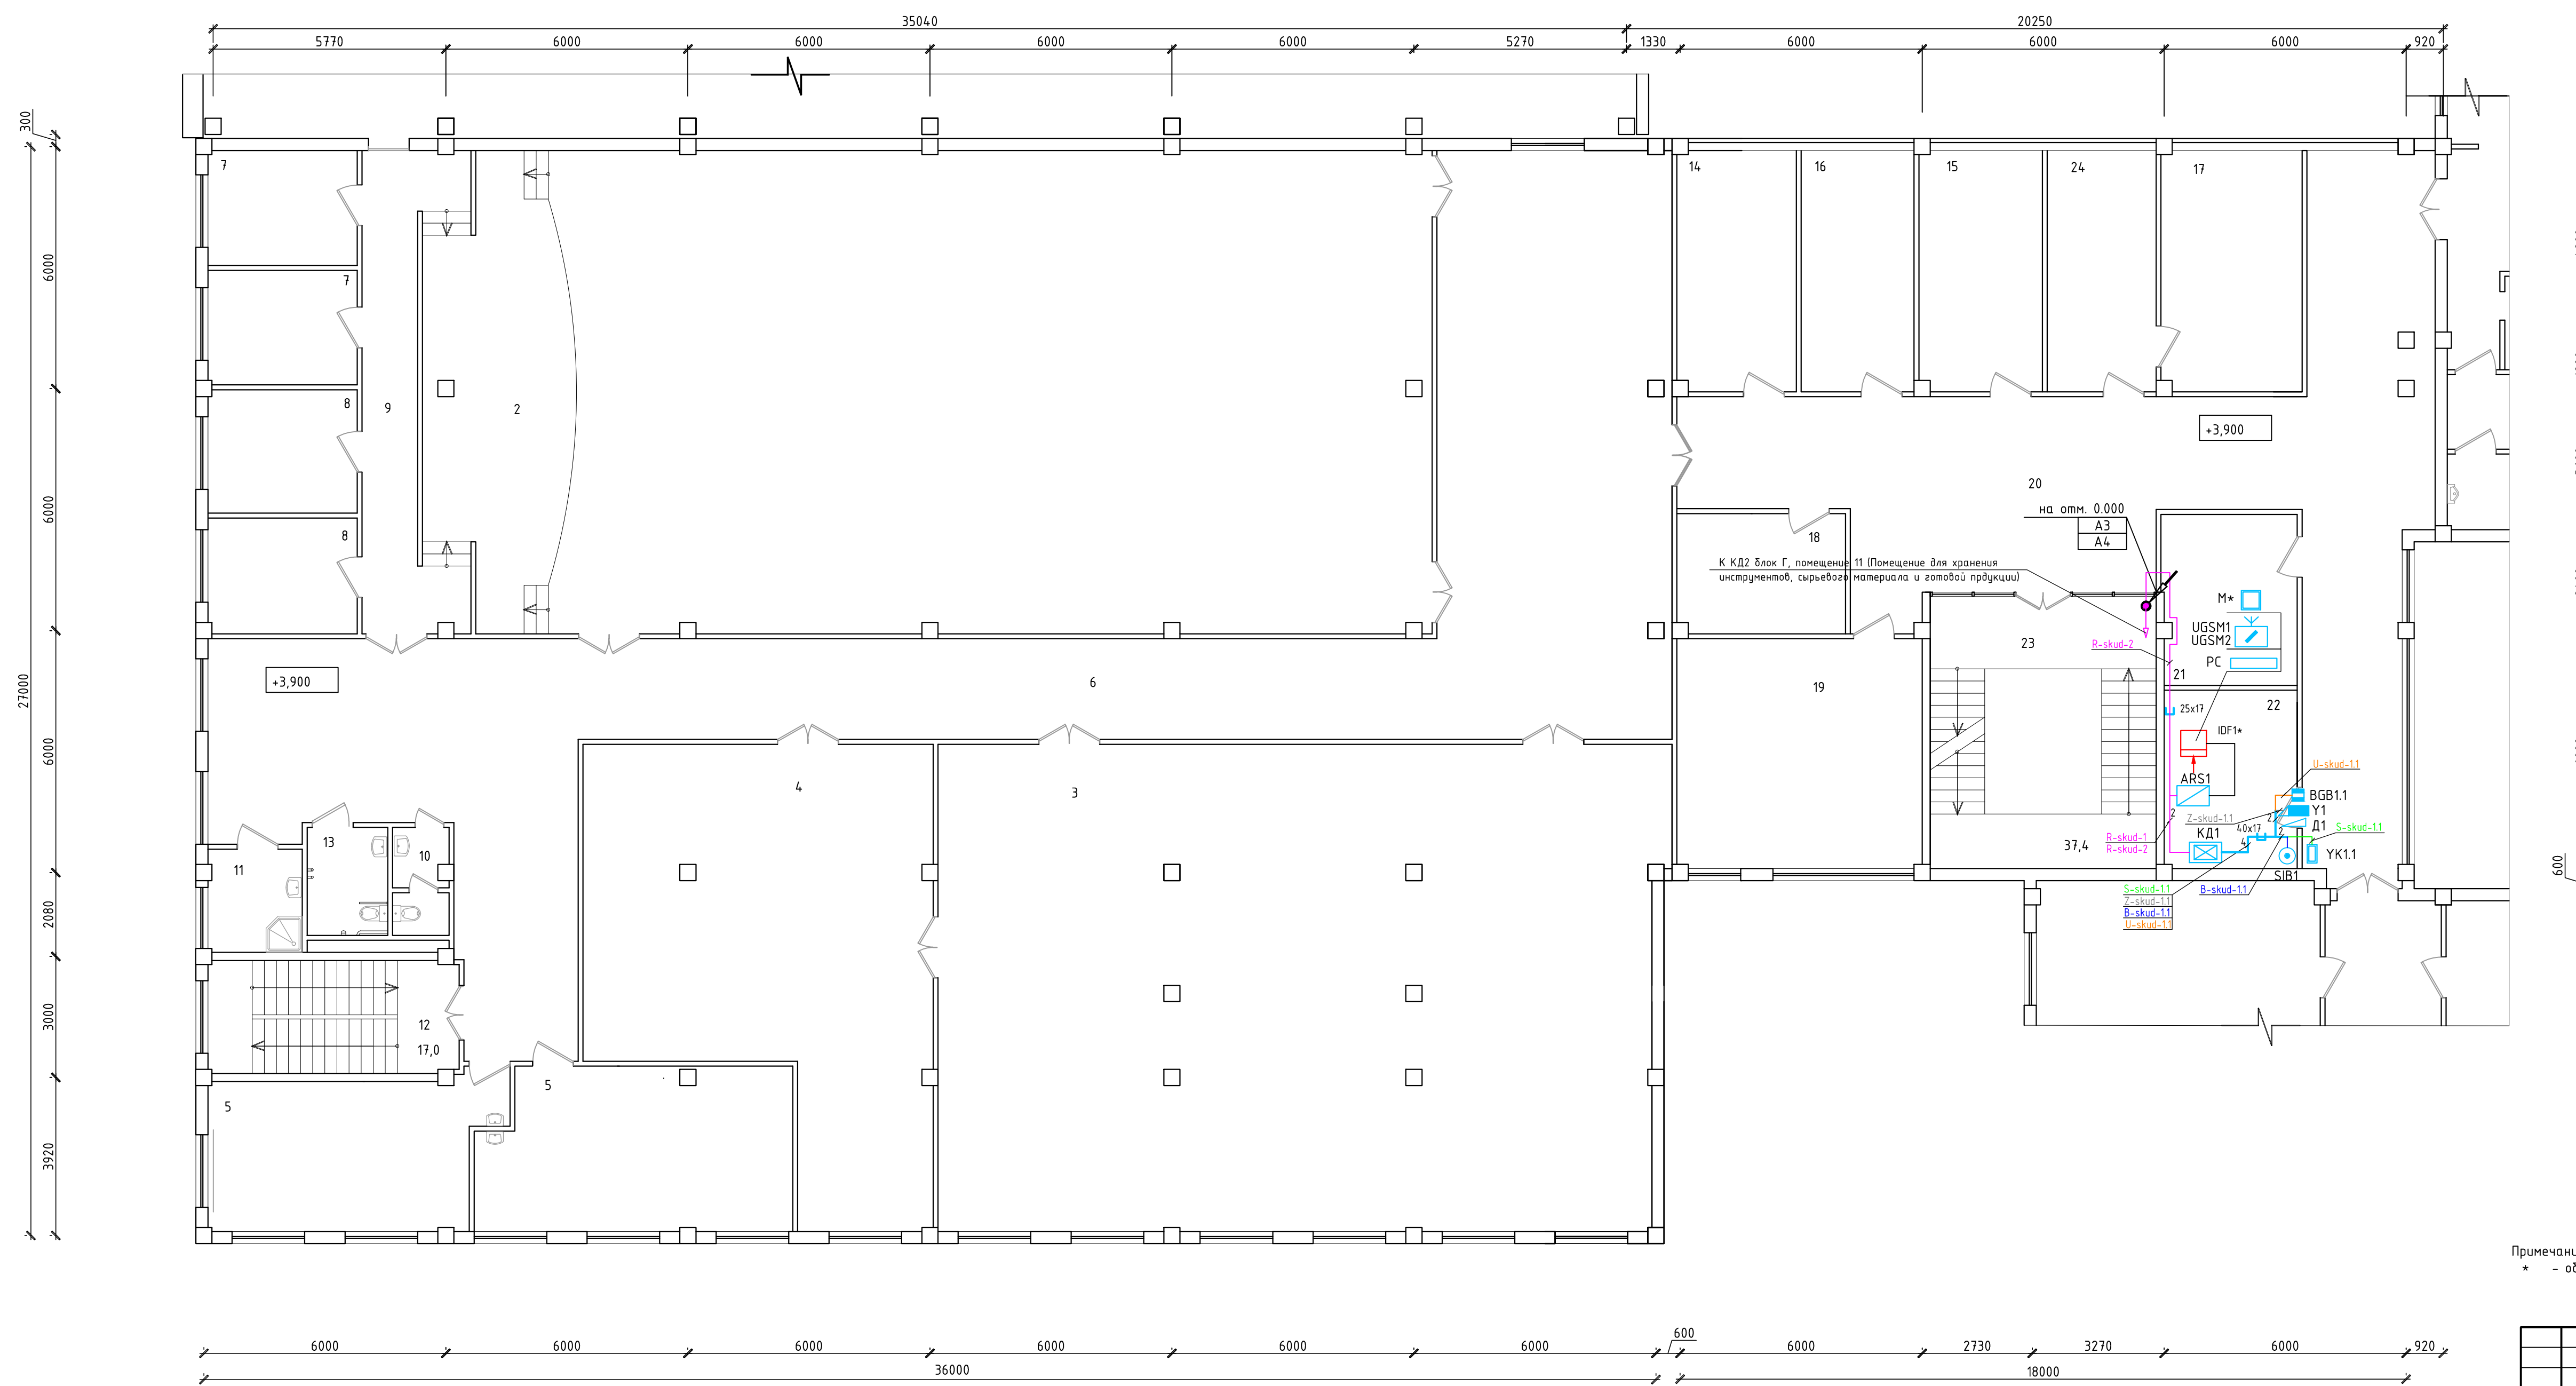 35040
20250
5770
6000
6000
6000
6000
5270
1330
6000
6000
6000
920
300
7
14
16
15
24
17
6000
7
8
9
2
+3,900
20
6000
на отм. 0.000
А3
А4
8
18
К КД2 блок Г, помещение 11 (Помещение для хранения
инструментов, сырьевого материала и готовой прдукции)
М*
UGSM1
UGSM2
R-skud-2
23
PC
21
27000
+3,900
6
19
22
25х17
IDF1*
6000
U-skud-1.1
ARS1
4
3
BGB1.1
Y1
Z-skud-1.1
2
2
Д1
40х17
2
S-skud-1.1
КД1
R-skud-1
R-skud-2
37,4
4
YK1.1
13
10
11
SIB1
600
S-skud-1.1
Z-skud-1.1
B-skud-1.1
U-skud-1.1
B-skud-1.1
2080
3000
12
17,0
5
5
3920
Примечани
* - об
6000
6000
6000
6000
6000
6000
600
6000
2730
3270
6000
920
36000
18000